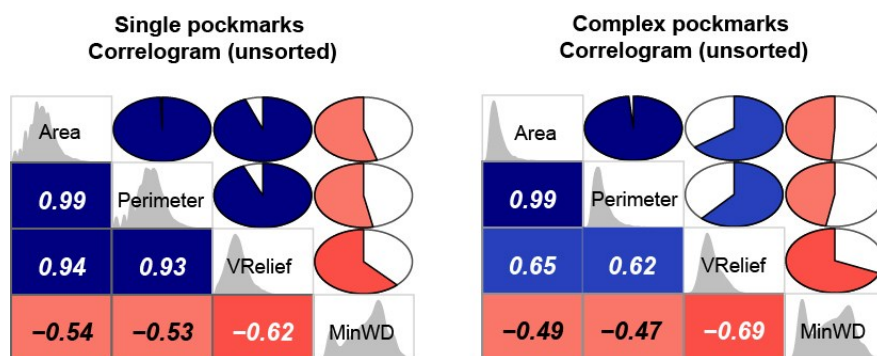 Single pockmarks
Correlogram (unsorted)
Area
0.99 Perimeter
0.94 0.93 VRelief
−0.54 −0.53 −0.62 MinWD
Complex pockmarks
Correlogram (unsorted)
Area
0.99 Perimeter
0.65 0.62 VRelief
−0.49 −0.47 −0.69 MinWD